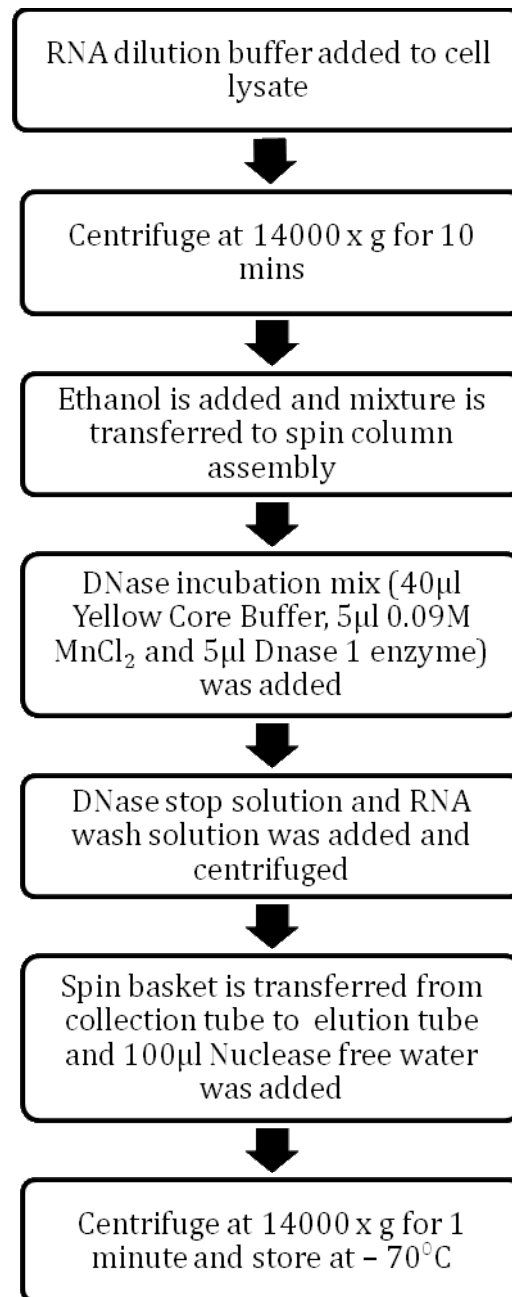 RNA dilution buffer added to cell
lysate
Centrifuge at 14000 x g for 10
mins
Ethanol is added and mixture is
transferred to spin column
assembly
DNase incubation mix (40µl
Yellow Core Buffer, 5µl 0.09M
MnCl₂ and 5µl Dnase 1 enzyme)
was added
DNase stop solution and RNA
wash solution was added and
centrifuged
Spin basket is transferred from
collection tube to elution tube
and 100µl Nuclease free water
was added
Centrifuge at 14000 x g for 1
minute and store at – 70⁰C